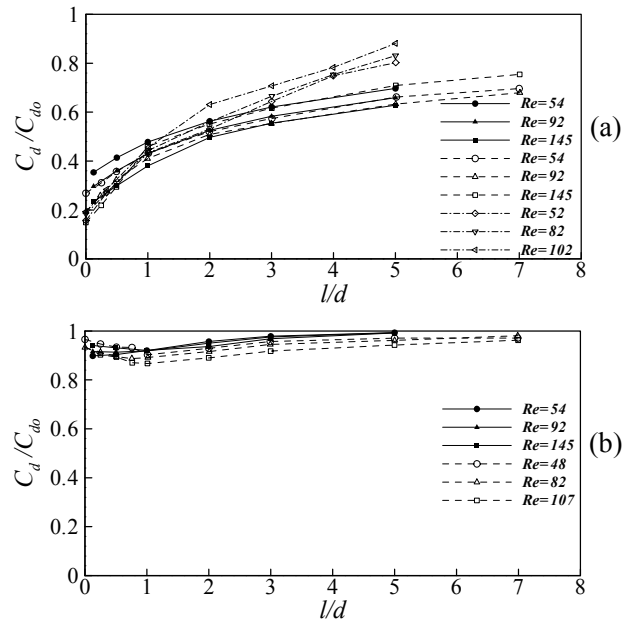 1
0.8
0.6
0.4
0.2
0
C_d/C_do
Re=54
Re=92
Re=145
Re=54
Re=92
Re=145
Re=52
Re=82
Re=102
(a)
0 1 2 3 4 5 6 7 8
l/d
1
0.8
0.6
0.4
0.2
0
C_d/C_do
Re=54
Re=92
Re=145
Re=48
Re=82
Re=107
(b)
0 1 2 3 4 5 6 7 8
l/d